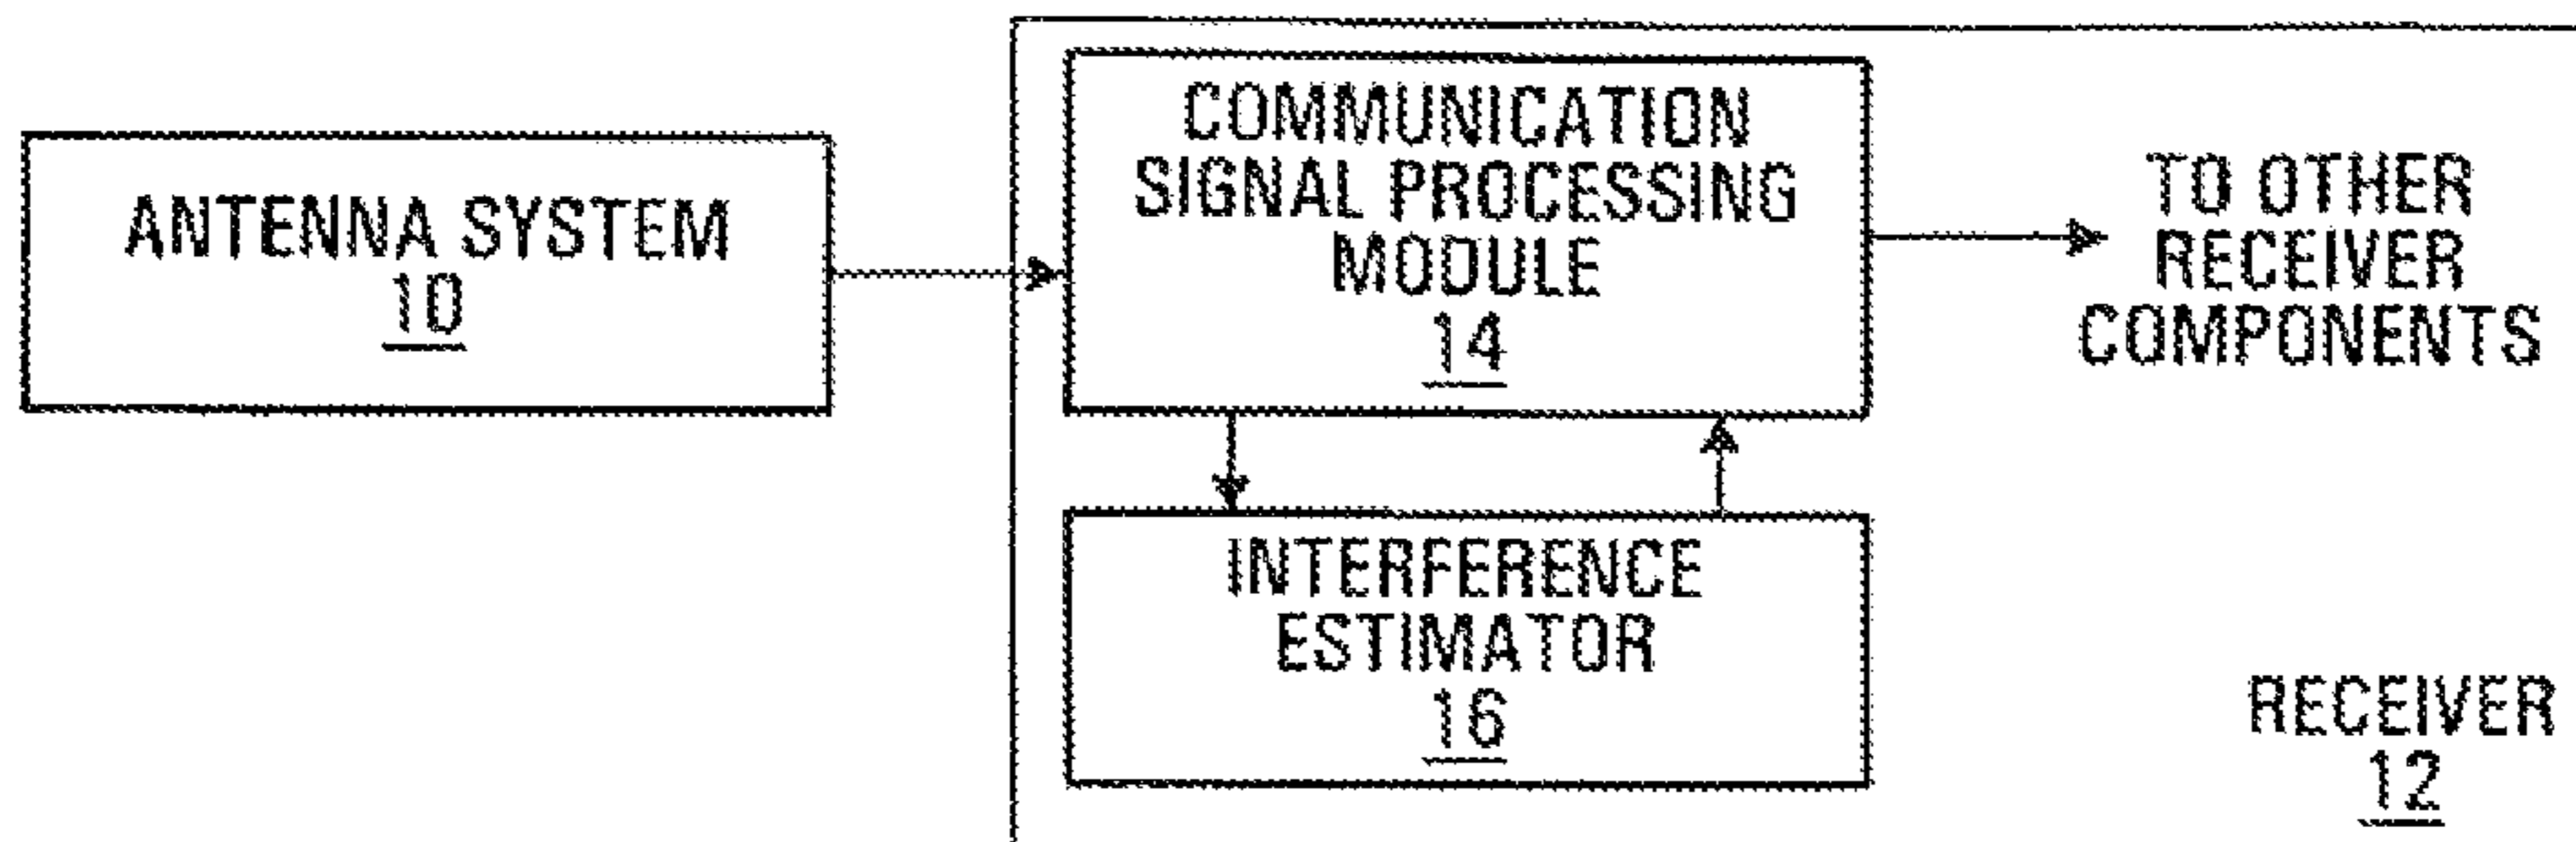 ANTENNA SYSTEM
10
COMMUNICATION
SIGNAL PROCESSING
MODULE
14
TO OTHER
RECEIVER
COMPONENTS
INTERFERENCE
ESTIMATOR
16
RECEIVER
12